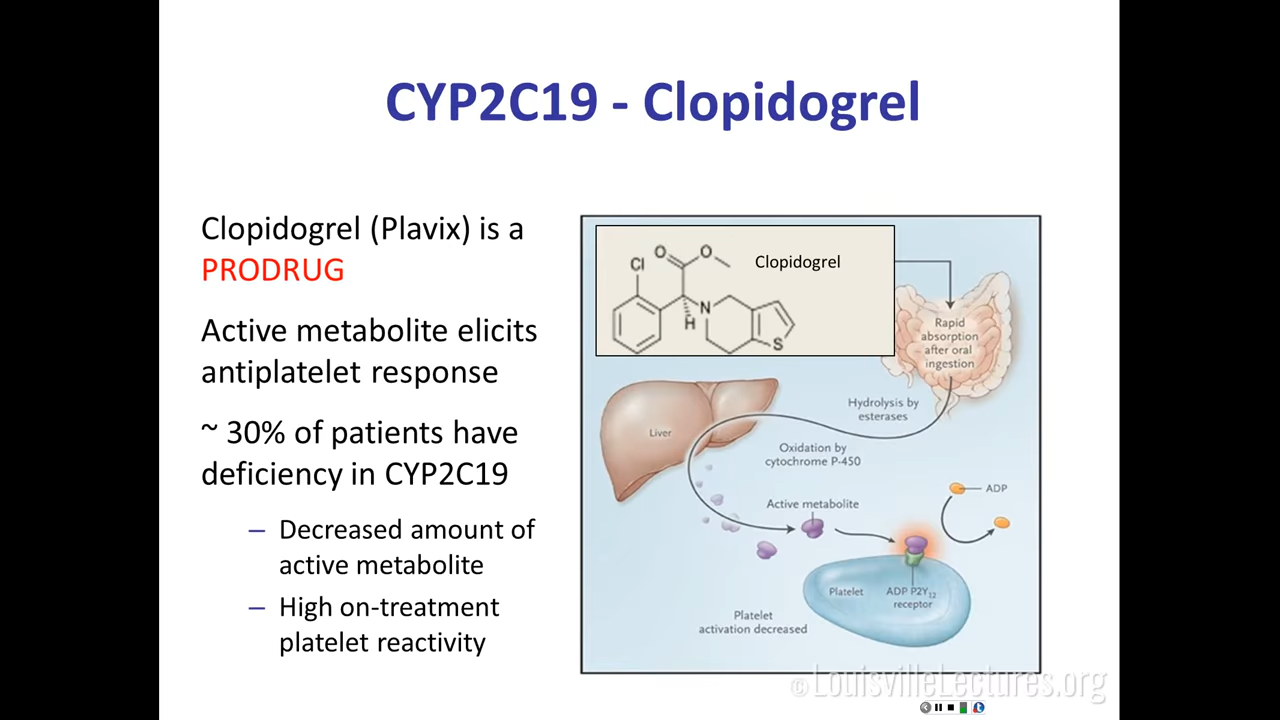 CYP2C19 - Clopidogrel
Clopidogrel (Plavix) is a
PRODRUG
Active metabolite elicits
antiplatelet response
~ 30% of patients have
deficiency in CYP2C19
– Decreased amount of
active metabolite
– High on-treatment
platelet reactivity
Clopidogrel
Cl
O
O
N
H
S
Rapid
absorption
after oral
ingestion
Hydrolysis by
esterases
Liver
Oxidation by
cytochrome P-450
Active metabolite
ADP
Platelet
ADP P2Y₁₂
receptor
Platelet
activation decreased
©LouisvilleLectures.org